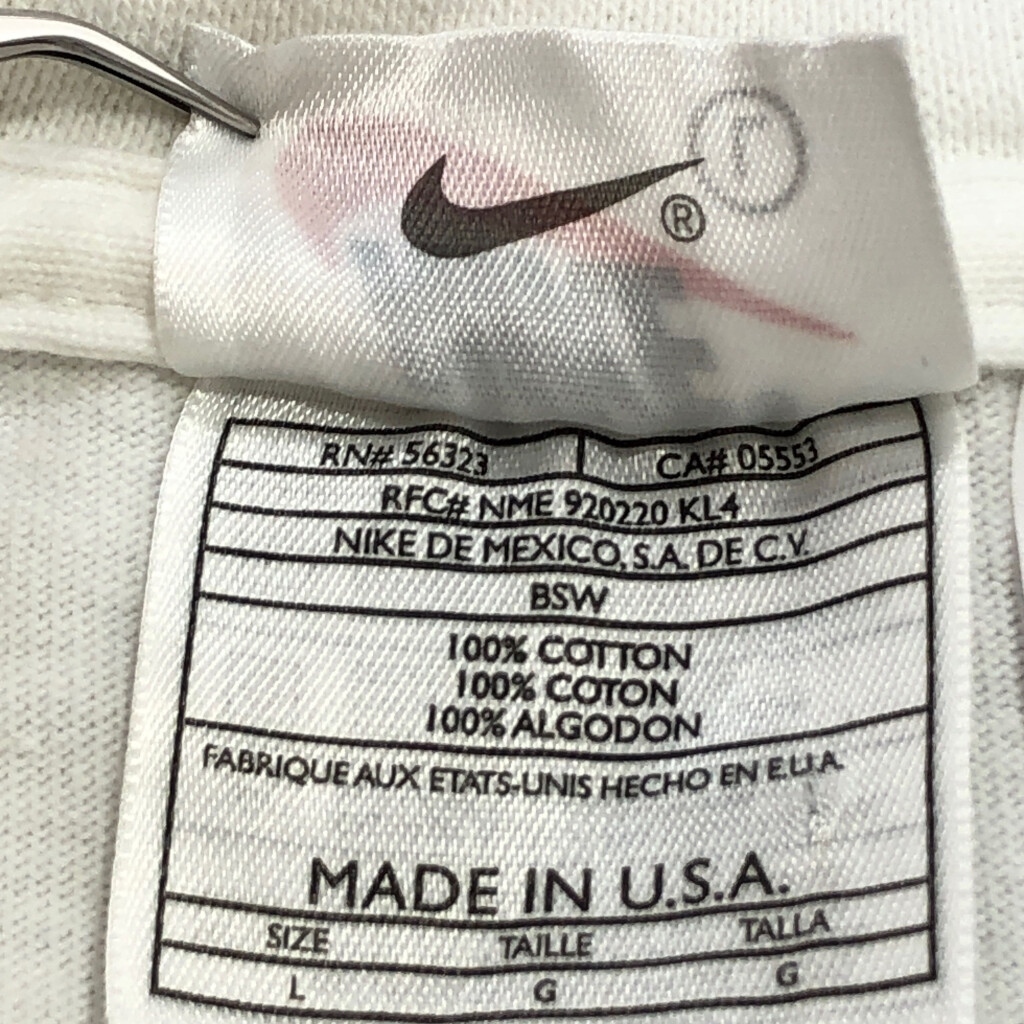 ®
RN# 56323 CA# 05553
RFC# NME 920220 KL4
NIKE DE MEXICO, S.A. DE C.V.
BSW
100% COTTON
100% COTON
100% ALGODON
FABRIQUE AUX ETATS-UNIS HECHO EN E.U.A.
MADE IN U.S.A.
SIZE TAILLE TALLA
L G G